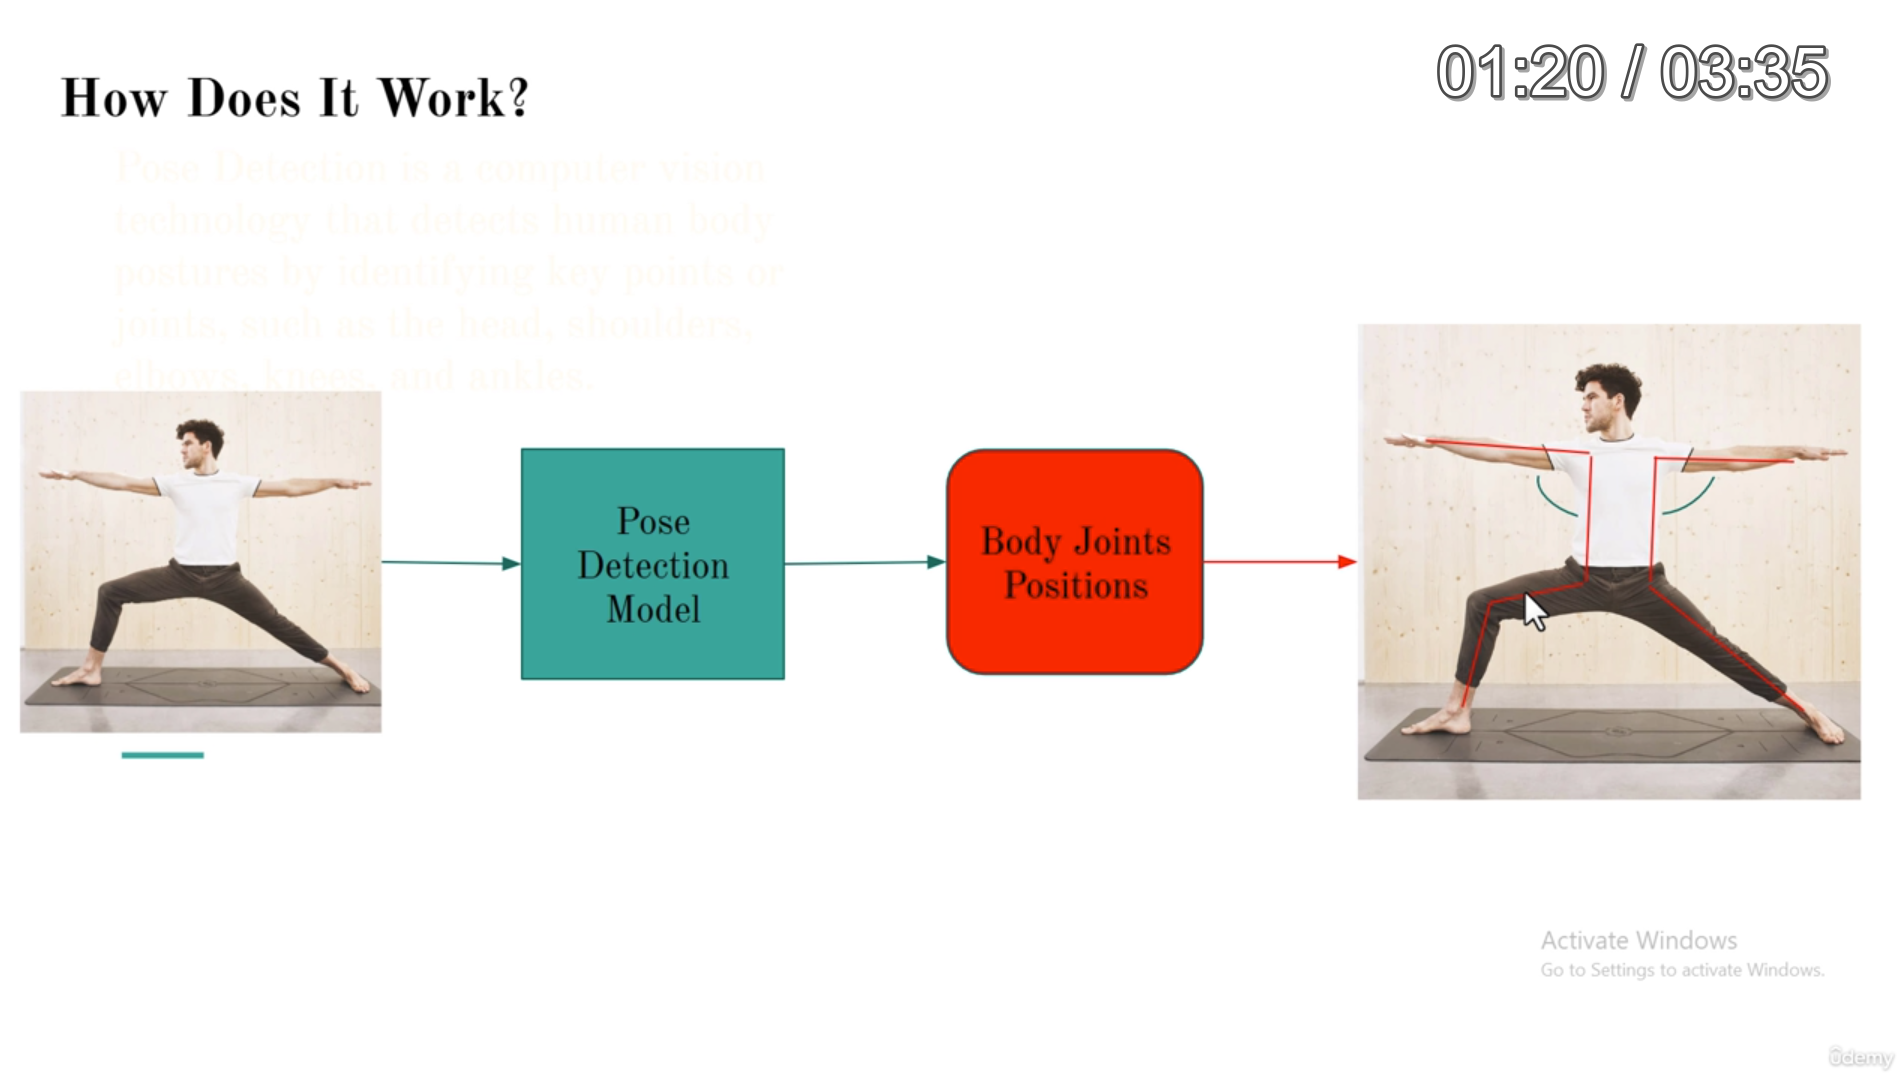 01:20 / 03:35
How Does It Work?
Pose Detection is a computer vision
technology that detects human body
postures by identifying key points or
joints, such as the head, shoulders,
elbows, knees, and ankles.
Pose
Detection
Model
Body Joints
Positions
Activate Windows
Go to Settings to activate Windows.
ûdemy